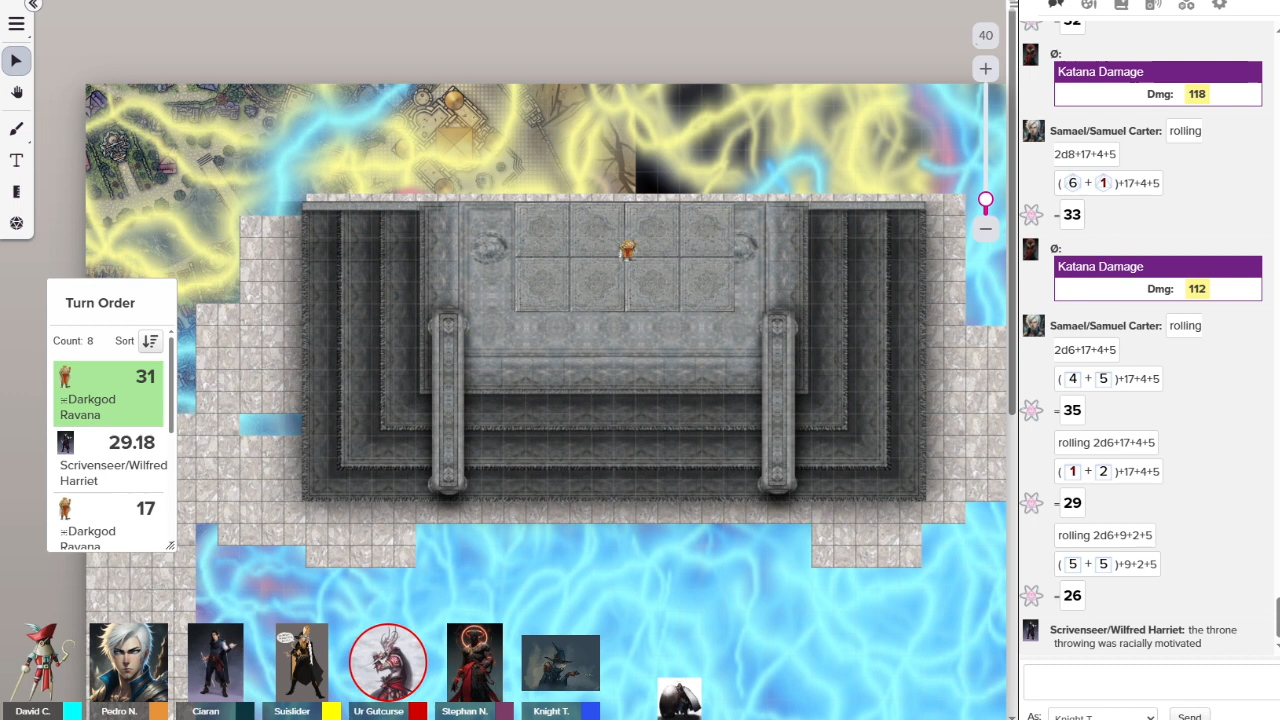 40
Turn Order
Count: 8 Sort
31
Darkgod
Ravana
29.18
Scrivenseer/Wilfred
Harriet
17
Darkgod
Ravana
David C.
Pedro N.
Ciaran
Suislider
Ur Gutcurse
Stephan N.
Knight T.
= 32
Ø:
Katana Damage
Dmg: 118
Samael/Samuel Carter: rolling
2d8+17+4+5
(6+1)+17+4+5
= 33
Ø:
Katana Damage
Dmg: 112
Samael/Samuel Carter: rolling
2d6+17+4+5
(4+5)+17+4+5
= 35
rolling 2d6+17+4+5
(1+2)+17+4+5
= 29
rolling 2d6+9+2+5
(5+5)+9+2+5
= 26
Scrivenseer/Wilfred Harriet: the throne
throwing was racially motivated
As: Knight T. Send